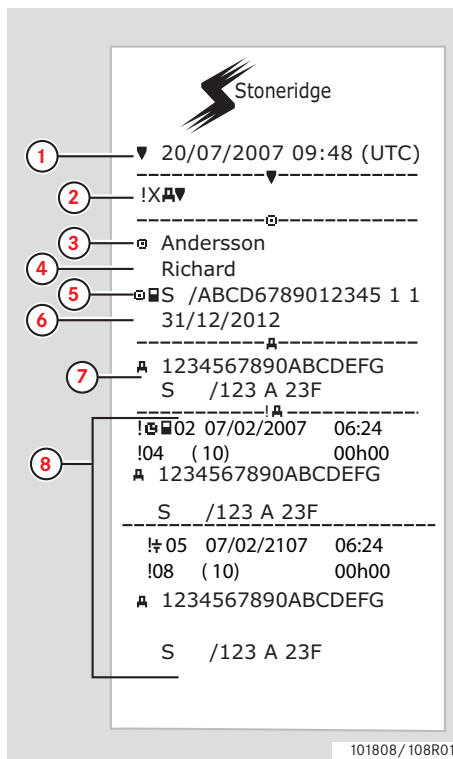 Stoneridge
1 ▼ 20/07/2007 09:48 (UTC)
2 !X▼
3 Andersson
4 Richard
5 S /ABCD6789012345 1 1
6 31/12/2012
7 1234567890ABCDEFG
S /123 A 23F
!
8 ! 02 07/02/2007 06:24
!04 (10) 00h00
1234567890ABCDEFG
S /123 A 23F
! 05 07/02/2107 06:24
!08 (10) 00h00
1234567890ABCDEFG
S /123 A 23F
101808/108R01